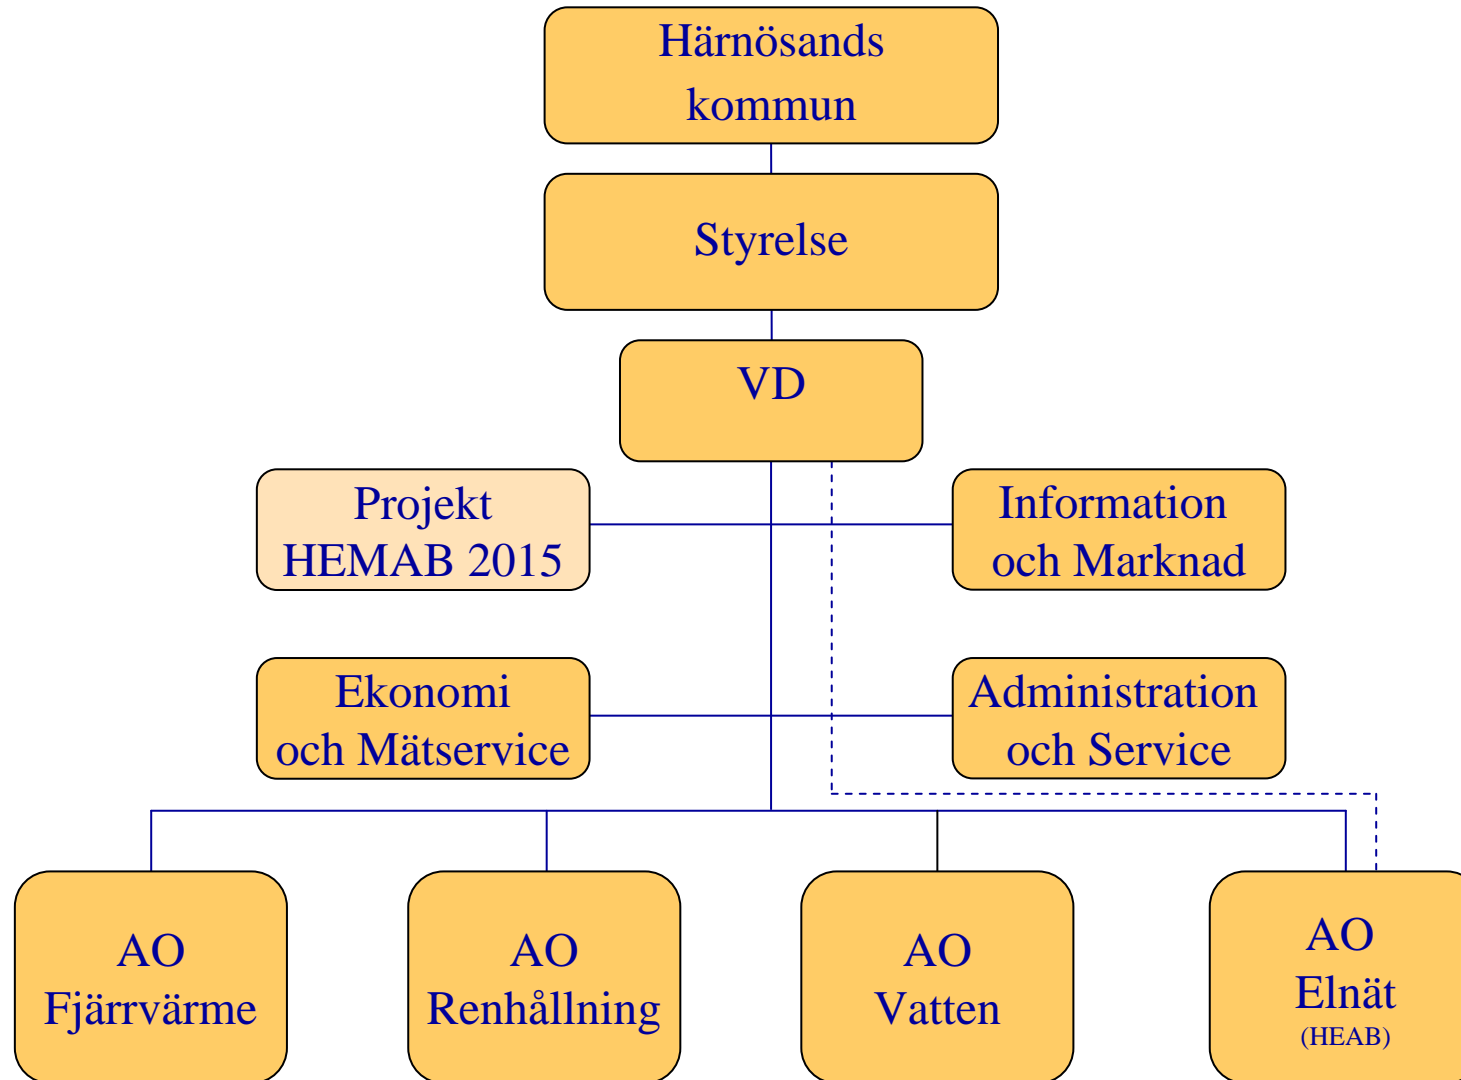 Härnösands
kommun
Styrelse
VD
Projekt
HEMAB 2015
Information
och Marknad
Ekonomi
och Mätservice
Administration
och Service
AO
Fjärrvärme
AO
Renhållning
AO
Vatten
AO
Elnät
(HEAB)